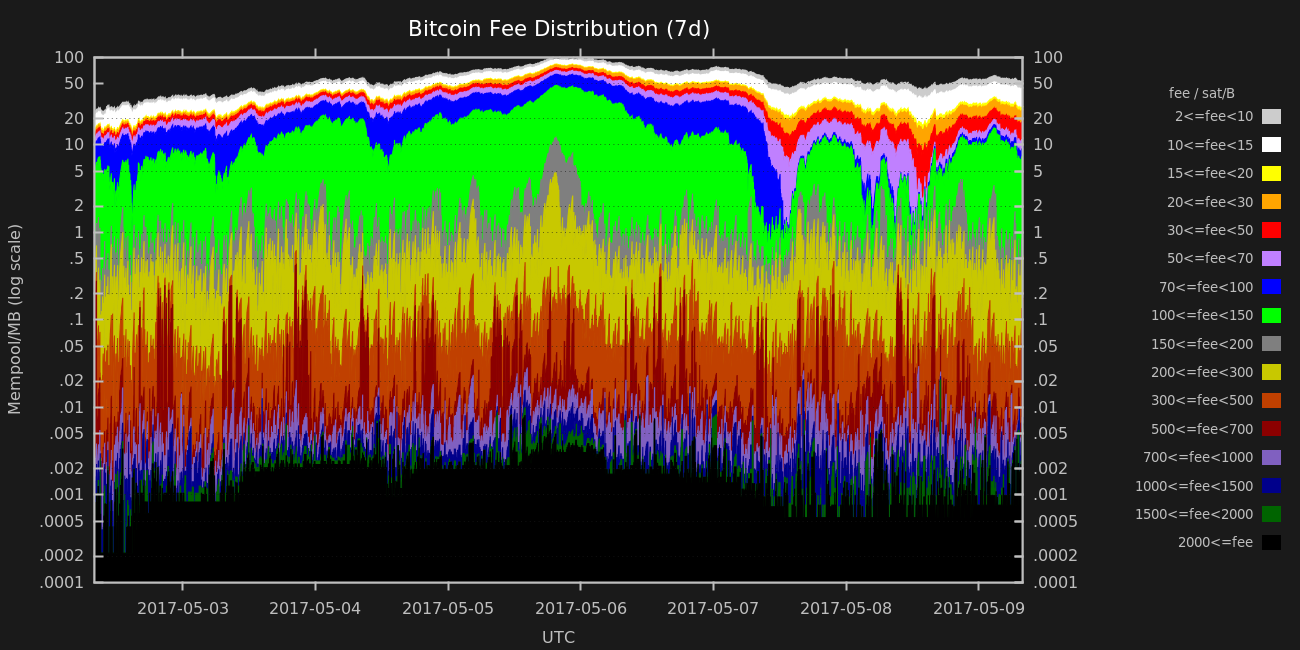 Bitcoin Fee Distribution (7d)
Mempool/MB (log scale)
100
50
20
10
5
2
1
.5
.2
.1
.05
.02
.01
.005
.002
.001
.0005
.0002
.0001
100
50
20
10
5
2
1
.5
.2
.1
.05
.02
.01
.005
.002
.001
.0005
.0002
.0001
2017-05-03 2017-05-04 2017-05-05 2017-05-06 2017-05-07 2017-05-08 2017-05-09
UTC
fee / sat/B
2<=fee<10
10<=fee<15
15<=fee<20
20<=fee<30
30<=fee<50
50<=fee<70
70<=fee<100
100<=fee<150
150<=fee<200
200<=fee<300
300<=fee<500
500<=fee<700
700<=fee<1000
1000<=fee<1500
1500<=fee<2000
2000<=fee